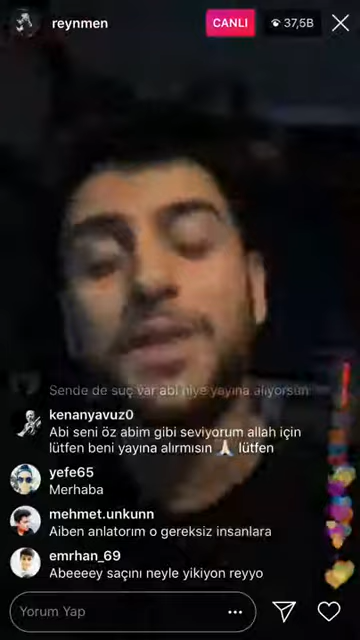 reynmen
CANLI
37,5B
Sende de suç var abi niye yayına alıyorsun
kenanyavuz0
Abi seni öz abim gibi seviyorum allah için
lütfen beni yayına alırmısın 🙏🏻 lütfen
yefe65
Merhaba
mehmet.unkunn
Aiben anlatorım o gereksiz insanlara
emrhan_69
Abeeeey saçını neyle yikiyon reyyo
Yorum Yap